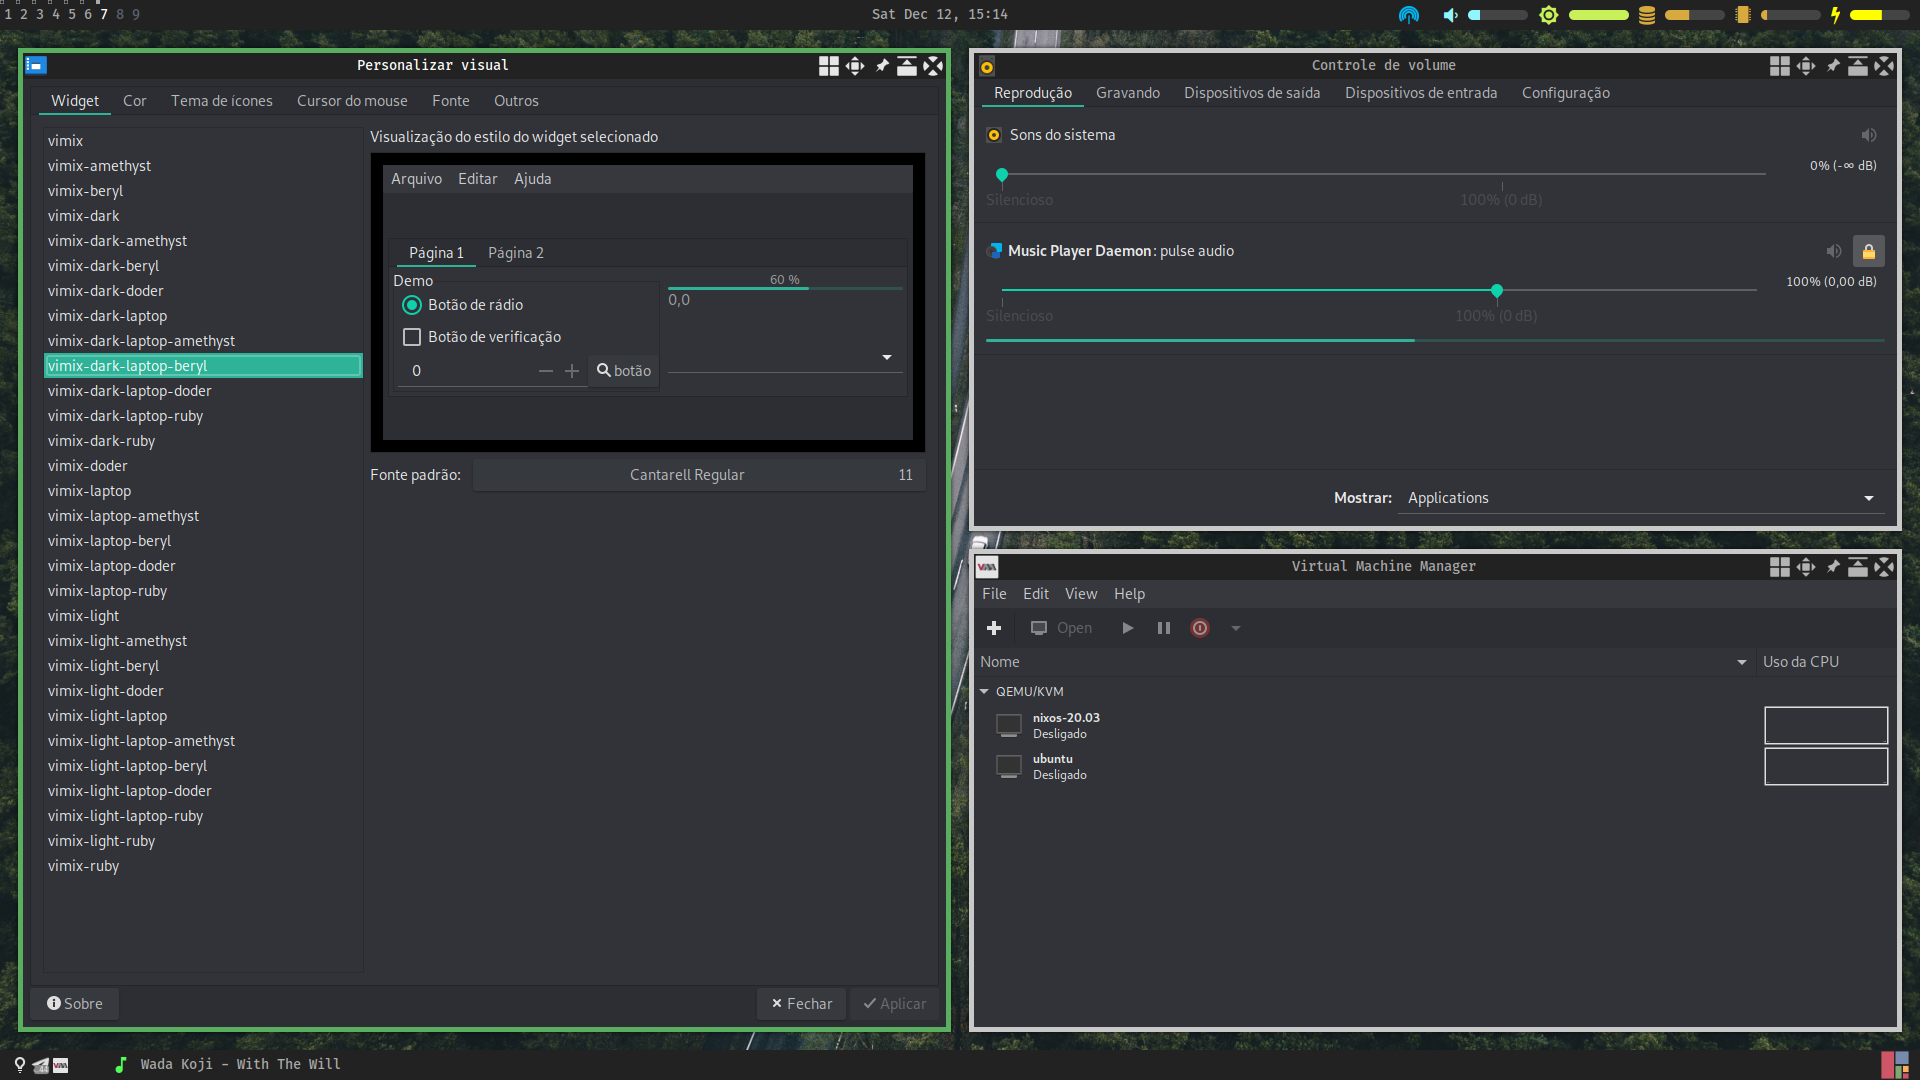 1 2 3 4 5 6 7 8 9
Sat Dec 12, 15:14
Personalizar visual
Widget Cor Tema de ícones Cursor do mouse Fonte Outros
vimix
vimix-amethyst
vimix-beryl
vimix-dark
vimix-dark-amethyst
vimix-dark-beryl
vimix-dark-doder
vimix-dark-laptop
vimix-dark-laptop-amethyst
vimix-dark-laptop-beryl
vimix-dark-laptop-doder
vimix-dark-laptop-ruby
vimix-dark-ruby
vimix-doder
vimix-laptop
vimix-laptop-amethyst
vimix-laptop-beryl
vimix-laptop-doder
vimix-laptop-ruby
vimix-light
vimix-light-amethyst
vimix-light-beryl
vimix-light-doder
vimix-light-laptop
vimix-light-laptop-amethyst
vimix-light-laptop-beryl
vimix-light-laptop-doder
vimix-light-laptop-ruby
vimix-light-ruby
vimix-ruby
Visualização do estilo do widget selecionado
Arquivo Editar Ajuda
Página 1 Página 2
Demo
Botão de rádio
Botão de verificação
0
botão
60 %
0,0
Fonte padrão: Cantarell Regular 11
Sobre
Fechar
Aplicar
Controle de volume
Reprodução Gravando Dispositivos de saída Dispositivos de entrada Configuração
Sons do sistema
0% (-∞ dB)
Silencioso 100% (0 dB)
Music Player Daemon: pulse audio
100% (0,00 dB)
Silencioso 100% (0 dB)
Mostrar: Applications
Virtual Machine Manager
File Edit View Help
Open
Nome Uso da CPU
QEMU/KVM
nixos-20.03
Desligado
ubuntu
Desligado
Wada Koji - With The Will